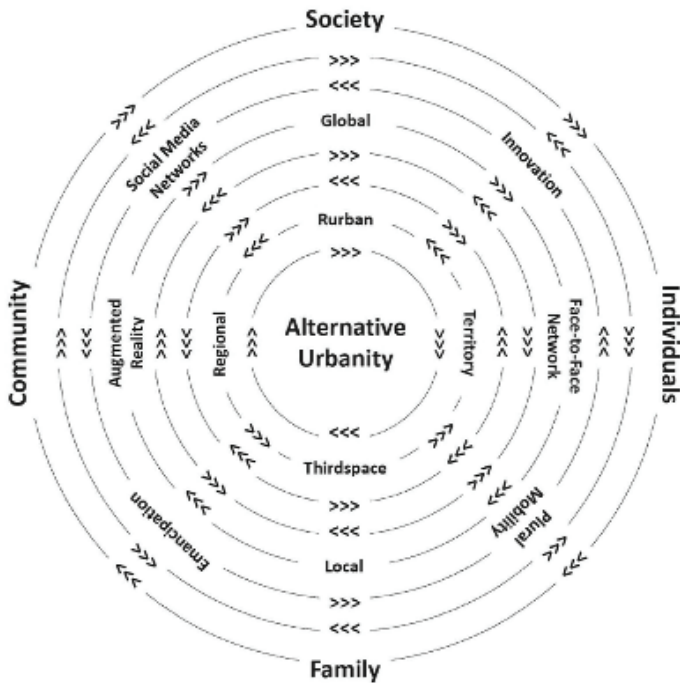 Society
>>>
<<<
Global
>>>
<<<
Rurban
>>>
Social Media
Networks
Innovation
Community
Augmented
Reality
Regional
Alternative
Urbanity
Territory
Face-to-Face
Network
Individuals
<<<
Thirdspace
>>>
<<<
Local
>>>
<<<
Emancipation
Plural
Mobility
Family